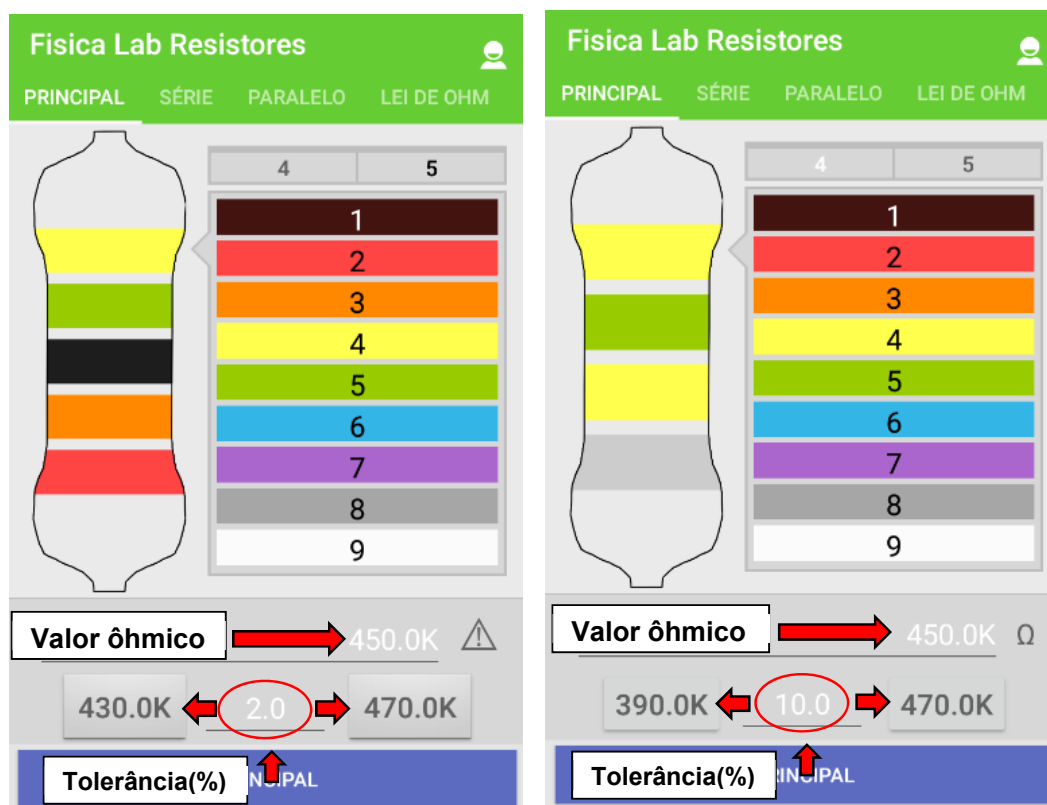 Fisica Lab Resistores
PRINCIPAL SÉRIE PARALELO LEI DE OHM
4 5
1
2
3
4
5
6
7
8
9
Valor ôhmico 450.0K
430.0K 2.0 470.0K
Tolerância(%) NCIPAL
Fisica Lab Resistores
PRINCIPAL SÉRIE PARALELO LEI DE OHM
4 5
1
2
3
4
5
6
7
8
9
Valor ôhmico 450.0K Ω
390.0K 10.0 470.0K
Tolerância(%) RINCIPAL